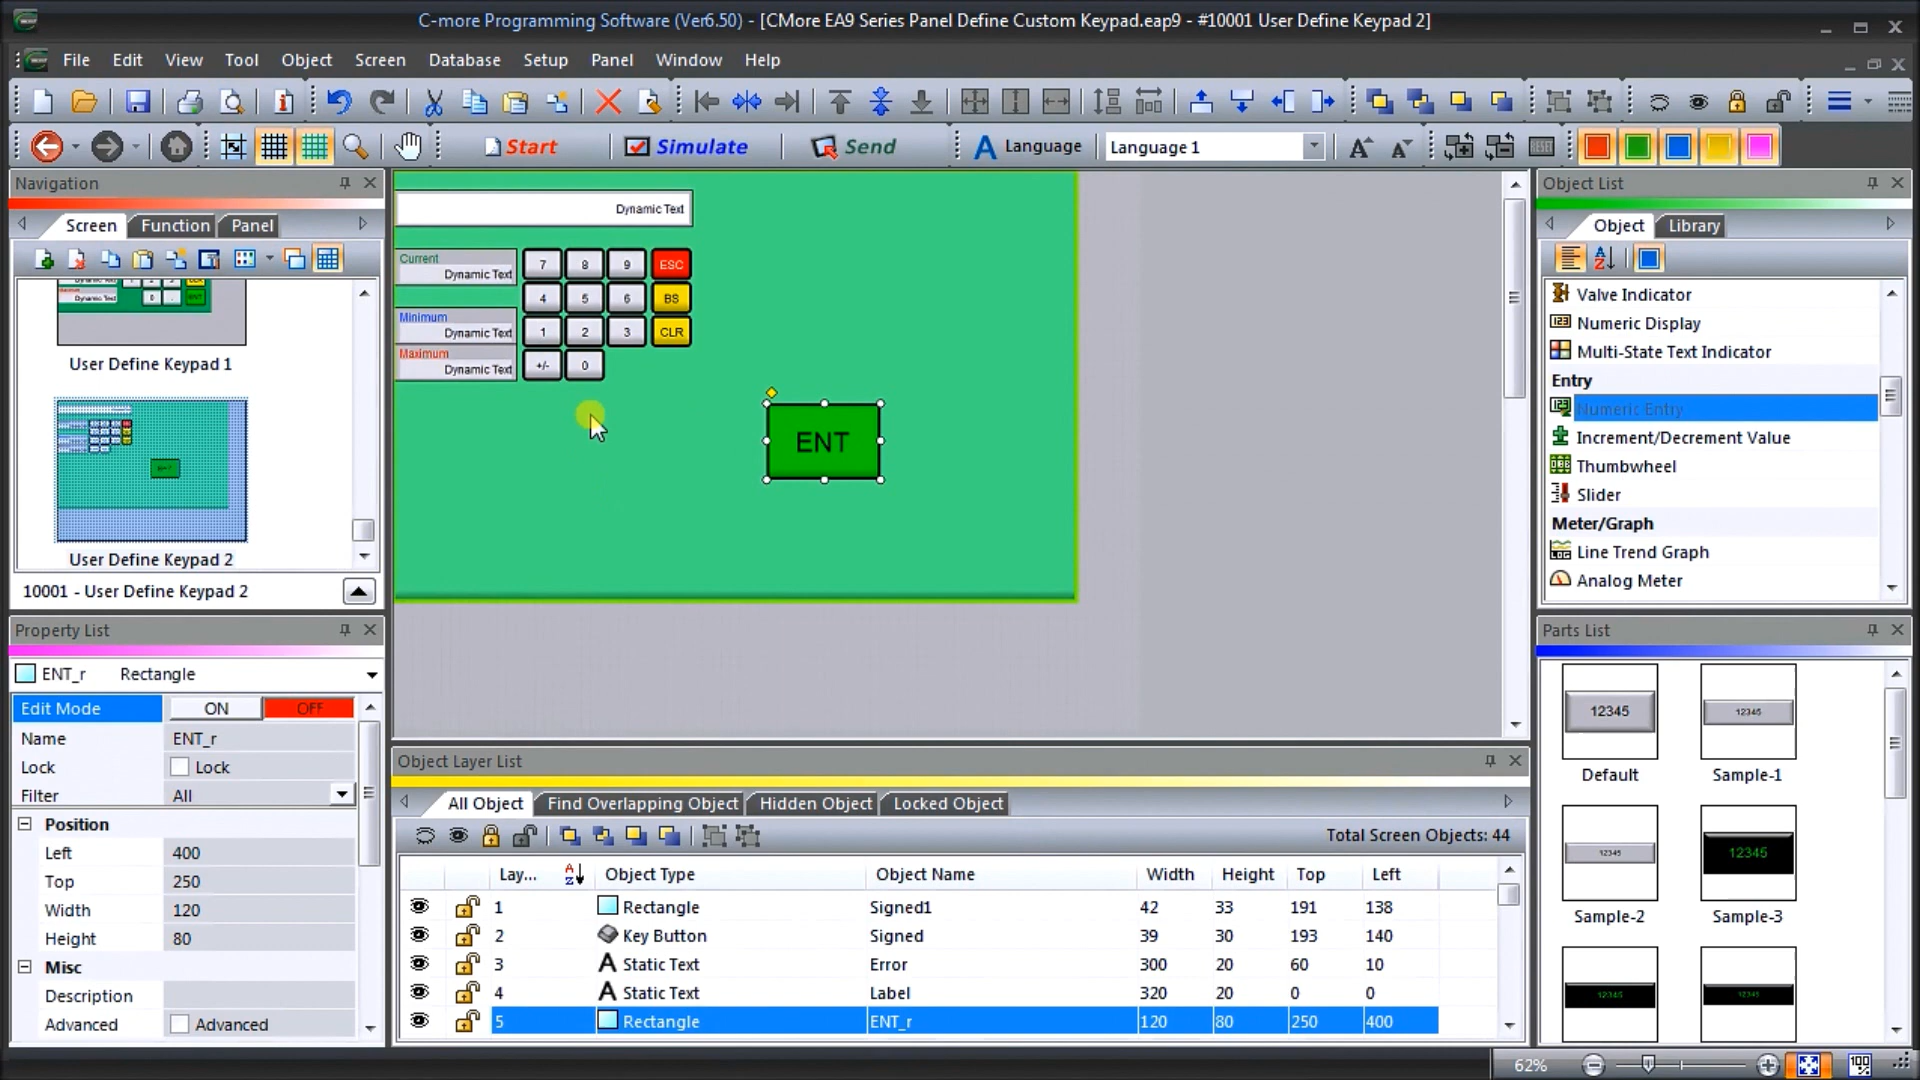 C-more Programming Software (Ver6.50) - [CMore EA9 Series Panel Define Custom Keypad.eap9 - #10001 User Define Keypad 2]
File Edit View Tool Object Screen Database Setup Panel Window Help
Start Simulate Send A Language Language 1 RESET
Navigation
Screen Function Panel
User Define Keypad 1
User Define Keypad 2
10001 - User Define Keypad 2
Dynamic Text
Current
Dynamic Text
Minimum
Dynamic Text
Maximum
Dynamic Text
7 8 9 ESC
4 5 6 BS
1 2 3 CLR
+/- 0
ENT
Object List
Object Library
Valve Indicator
Numeric Display
Multi-State Text Indicator
Entry
Numeric Entry
Increment/Decrement Value
Thumbwheel
Slider
Meter/Graph
Line Trend Graph
Analog Meter
Property List
ENT_r Rectangle
Edit Mode ON OFF
Name ENT_r
Lock Lock
Filter All
Position
Left 400
Top 250
Width 120
Height 80
Misc
Description
Advanced Advanced
Object Layer List
All Object Find Overlapping Object Hidden Object Locked Object
Total Screen Objects: 44
Lay... Object Type Object Name Width Height Top Left
1 Rectangle Signed1 42 33 191 138
2 Key Button Signed 39 30 193 140
3 Static Text Error 300 20 60 10
4 Static Text Label 320 20 0 0
5 Rectangle ENT_r 120 80 250 400
Parts List
12345 12345
Default Sample-1
12345 12345
Sample-2 Sample-3
12345 12345
62%